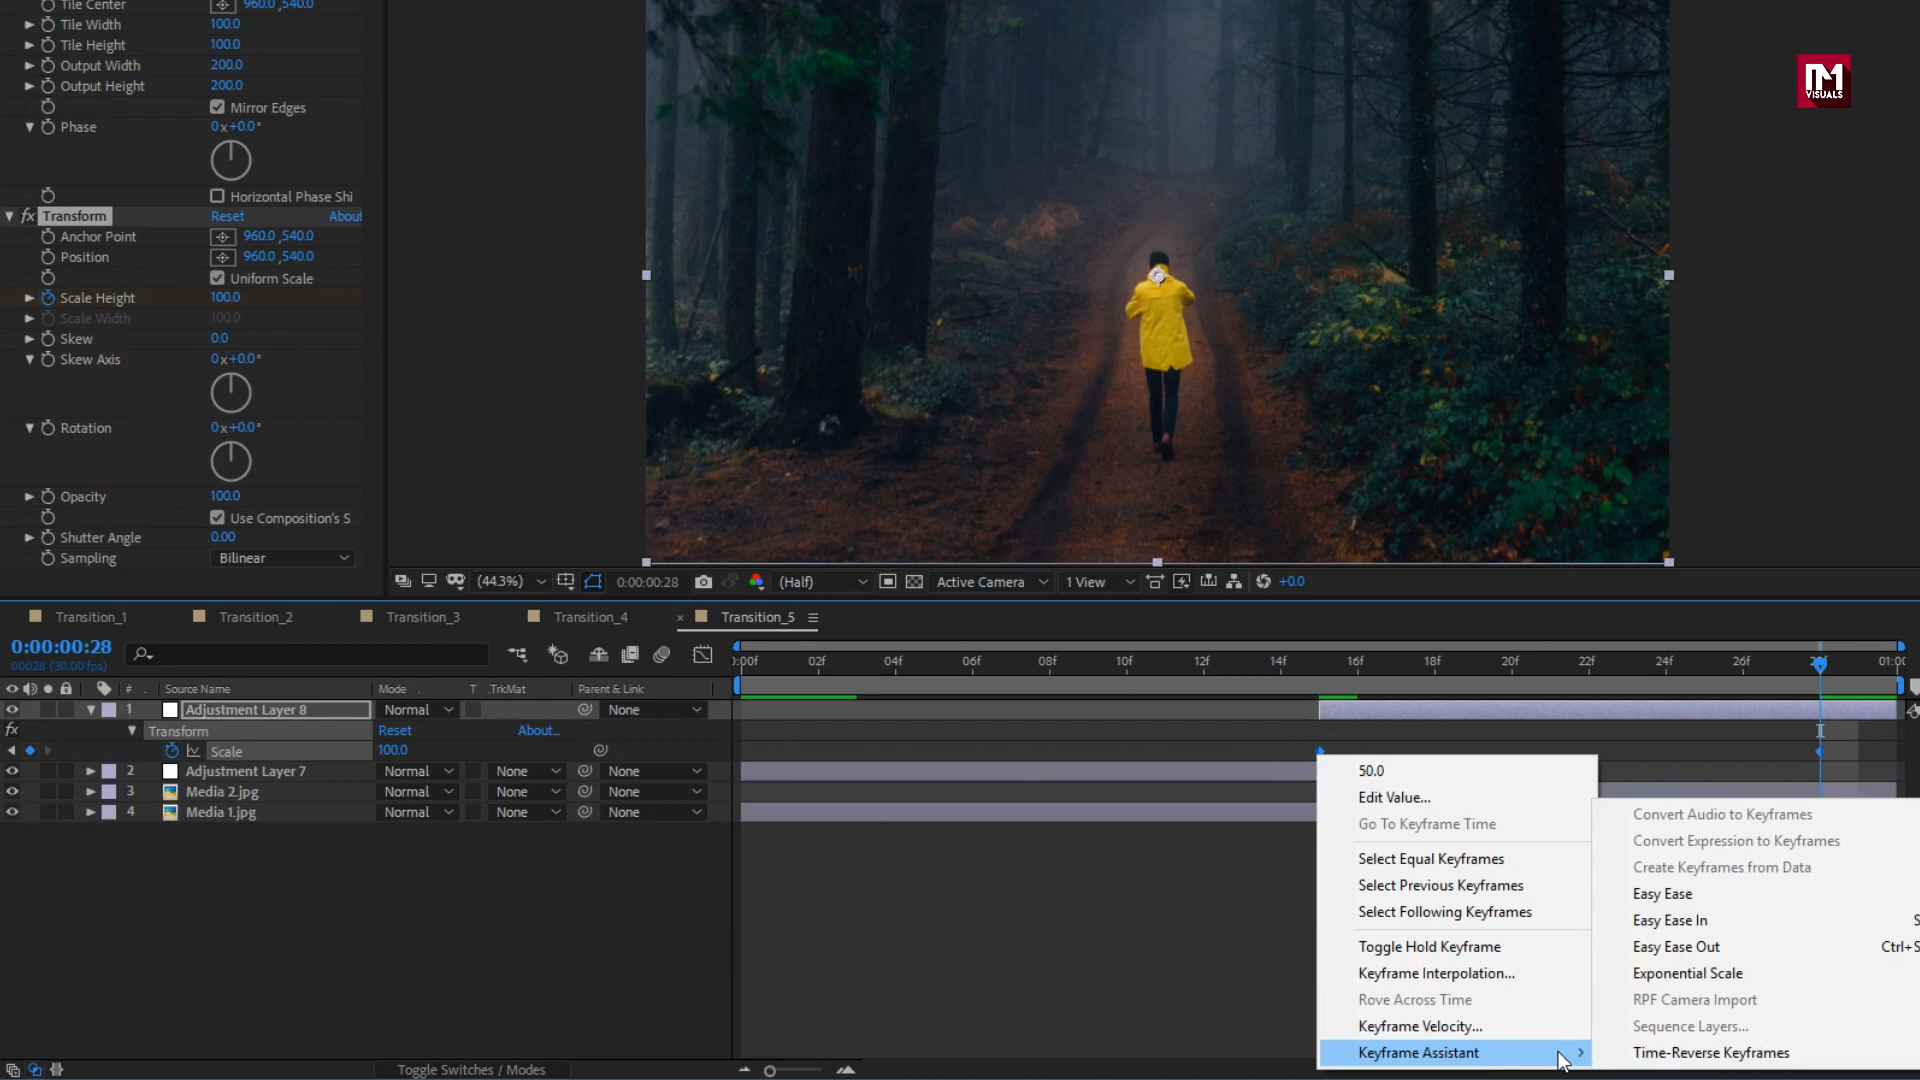 Tile Center 960.0 ,540.0
Tile Width 100.0
Tile Height 100.0
Output Width 200.0
Output Height 200.0
Mirror Edges
Phase 0 x+0.0°
Horizontal Phase Shi
fx Transform Reset About
Anchor Point 960.0 ,540.0
Position 960.0 ,540.0
Uniform Scale
Scale Height 100.0
Scale Width 100.0
Skew 0.0
Skew Axis 0 x+0.0°
Rotation 0 x+0.0°
Opacity 100.0
Use Composition's S
Shutter Angle 0.00
Sampling Bilinear
VISUALS
(44.3%) 0:00:00:28 (Half) Active Camera 1 View +0.0
Transition_1 Transition_2 Transition_3 Transition_4 × Transition_5
0:00:00:28
00028 (30.00 fps)
:00f 02f 04f 06f 08f 10f 12f 14f 16f 18f 20f 22f 24f 26f 01:00
# Source Name Mode T .TrkMat Parent & Link
1 Adjustment Layer 8 Normal None
fx Transform Reset About...
Scale 100.0
2 Adjustment Layer 7 Normal None None
3 Media 2.jpg Normal None None
4 Media 1.jpg Normal None None
50.0
Edit Value...
Go To Keyframe Time
Select Equal Keyframes
Select Previous Keyframes
Select Following Keyframes
Toggle Hold Keyframe
Keyframe Interpolation...
Rove Across Time
Keyframe Velocity...
Keyframe Assistant
Convert Audio to Keyframes
Convert Expression to Keyframes
Create Keyframes from Data
Easy Ease
Easy Ease In S
Easy Ease Out Ctrl+S
Exponential Scale
RPF Camera Import
Sequence Layers...
Time-Reverse Keyframes
Toggle Switches / Modes